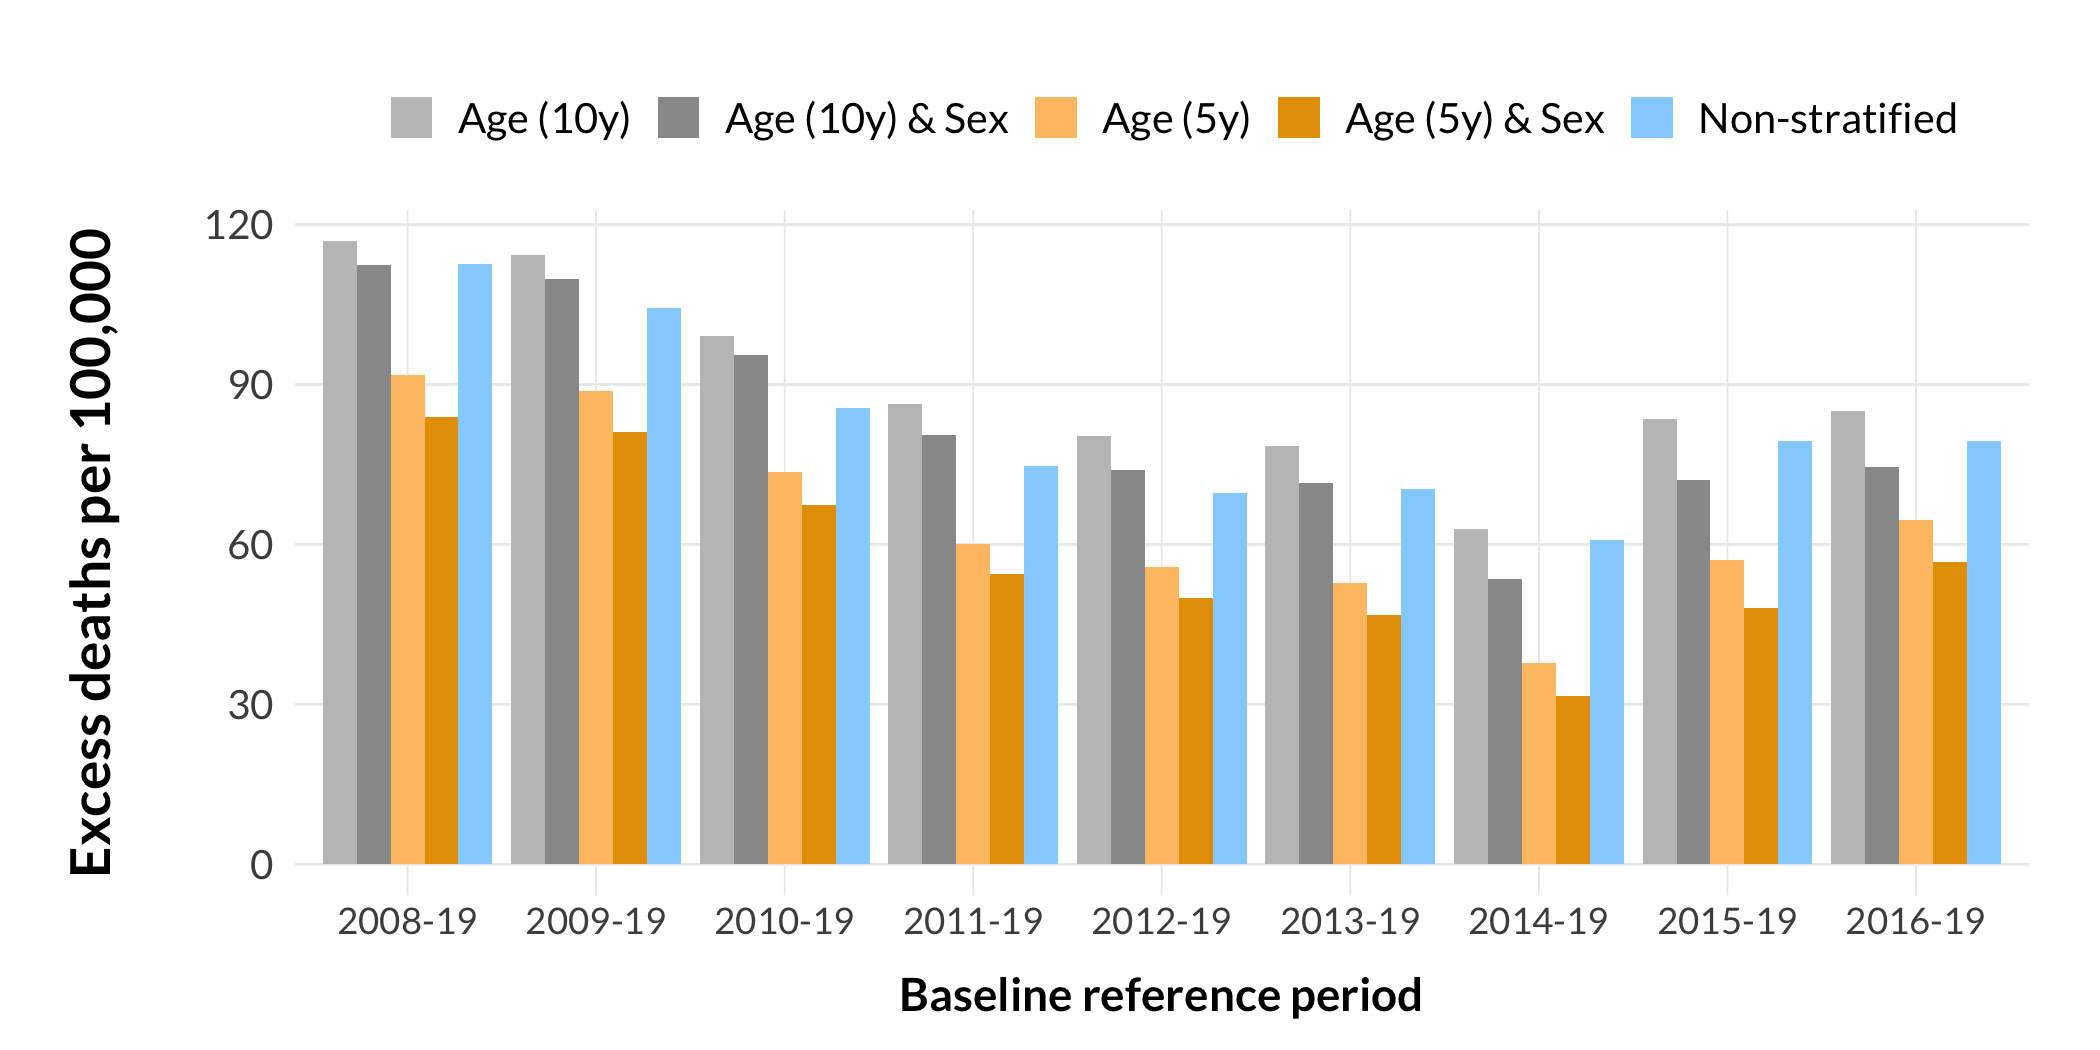 Age (10y) Age (10y) & Sex Age (5y) Age (5y) & Sex Non-stratified
Excess deaths per 100,000
120
90
60
30
0
2008-19 2009-19 2010-19 2011-19 2012-19 2013-19 2014-19 2015-19 2016-19
Baseline reference period